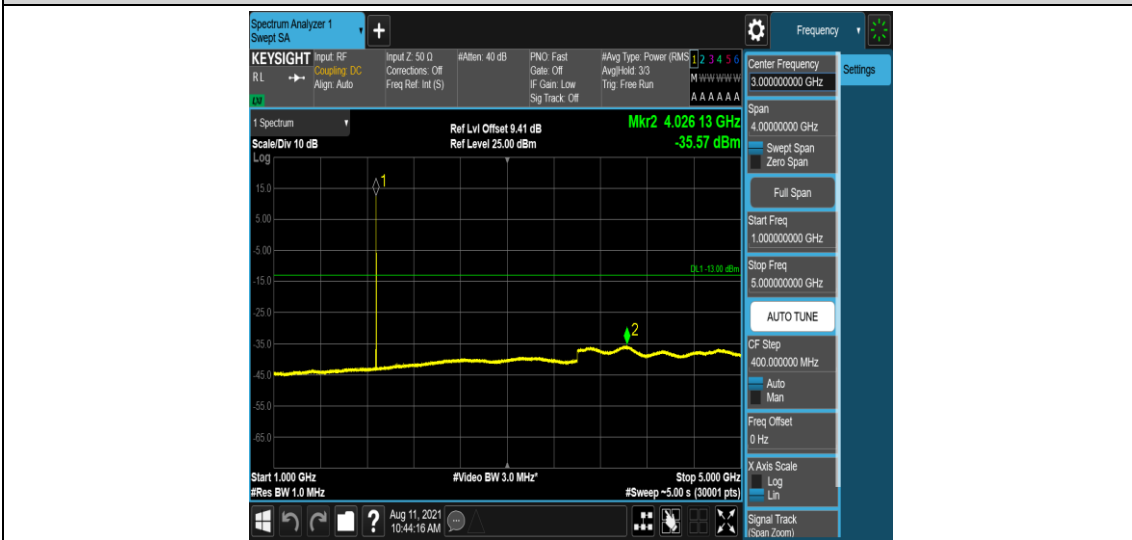 Spectrum Analyzer 1
Swept SA
+
Frequency
KEYSIGHT
R L
LXI
Input: RF
Coupling: DC
Align: Auto
Input Z: 50 Ω
Corrections: Off
Freq Ref: Int (S)
#Atten: 40 dB
PNO: Fast
Gate: Off
IF Gain: Low
Sig Track: Off
#Avg Type: Power (RMS
Avg|Hold: 3/3
Trig: Free Run
1 2 3 4 5 6
M W W W W W
A A A A A A
1 Spectrum
Scale/Div 10 dB
Log
Ref Lvl Offset 9.41 dB
Ref Level 25.00 dBm
Mkr2 4.026 13 GHz
-35.57 dBm
15.0
5.00
-5.00
-15.0
-25.0
-35.0
-45.0
-55.0
-65.0
1
DL1 -13.00 dBm
2
Start 1.000 GHz
#Res BW 1.0 MHz
#Video BW 3.0 MHz*
Stop 5.000 GHz
#Sweep ~5.00 s (30001 pts)
?
Aug 11, 2021
10:44:16 AM
Center Frequency
3.000000000 GHz
Settings
Span
4.00000000 GHz
Swept Span
Zero Span
Full Span
Start Freq
1.000000000 GHz
Stop Freq
5.000000000 GHz
AUTO TUNE
CF Step
400.000000 MHz
Auto
Man
Freq Offset
0 Hz
X Axis Scale
Log
Lin
Signal Track
(Span Zoom)